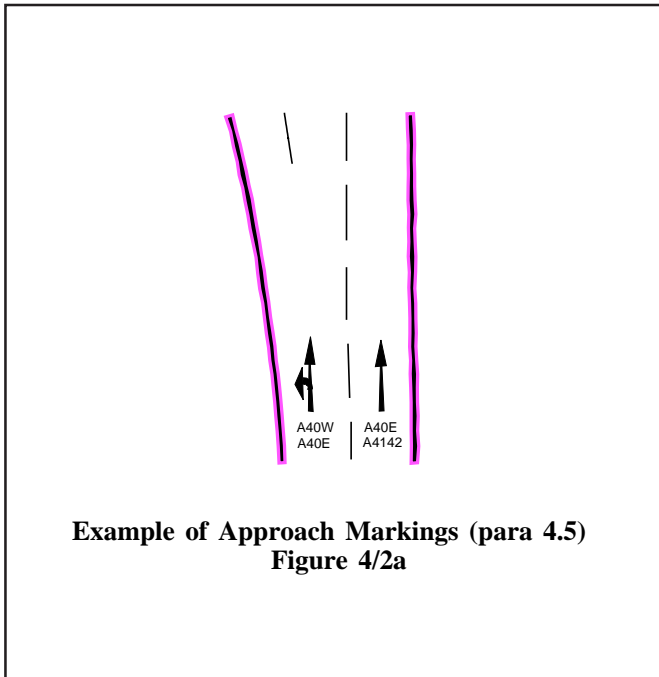 A40W
A40E
A40E
A4142
Example of Approach Markings (para 4.5)
Figure 4/2a